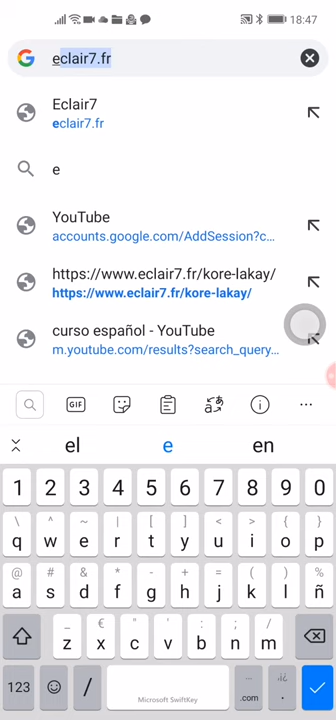 18:47
eclair7.fr
Eclair7
eclair7.fr
e
YouTube
accounts.google.com/AddSession?c...
https://www.eclair7.fr/kore-lakay/
https://www.eclair7.fr/kore-lakay/
curso español - YouTube
m.youtube.com/results?search_query...
GIF
el e en
1 2 3 4 5 6 7 8 9 0
\ ^ ~ | [ ] < > { }
q w e r t y u i o p
@ # & * - + = ( ) !
a s d f g h j k l ñ
_ € " ' : ; /
z x c v b n m
123 / Microsoft SwiftKey .com ,¡¿ .